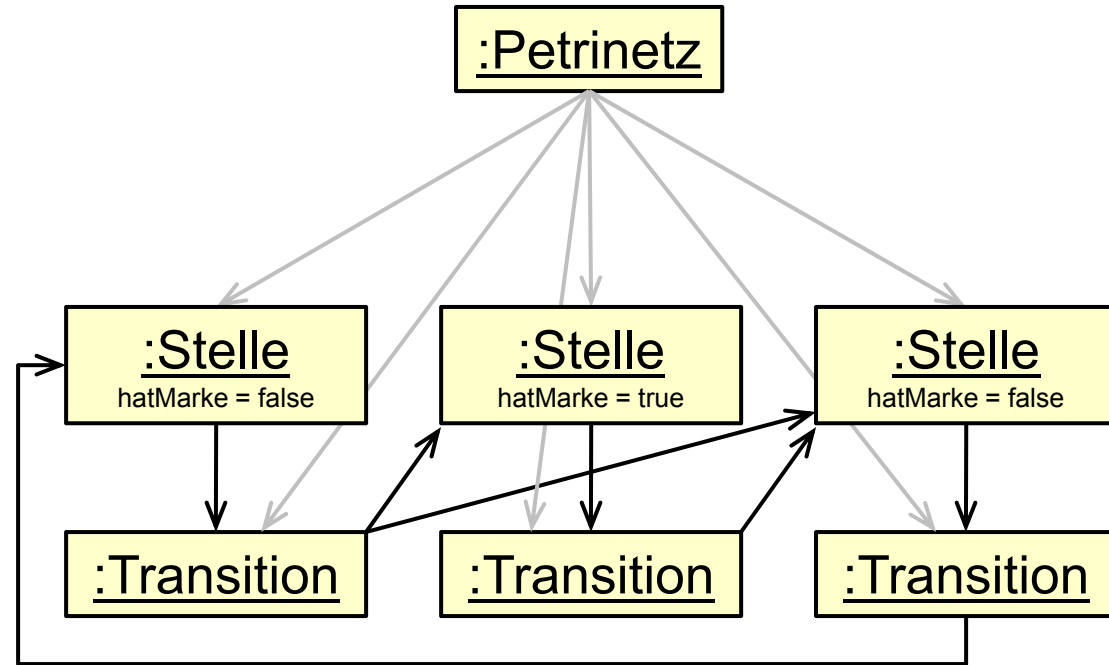 :Petrinetz
:Stelle
hatMarke = false
:Stelle
hatMarke = true
:Stelle
hatMarke = false
:Transition
:Transition
:Transition